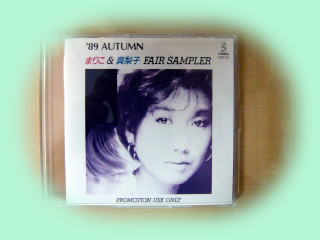 '89 AUTUMN
まりこ & 真梨子 FAIR SAMPLER
PROMOTION USE ONLY